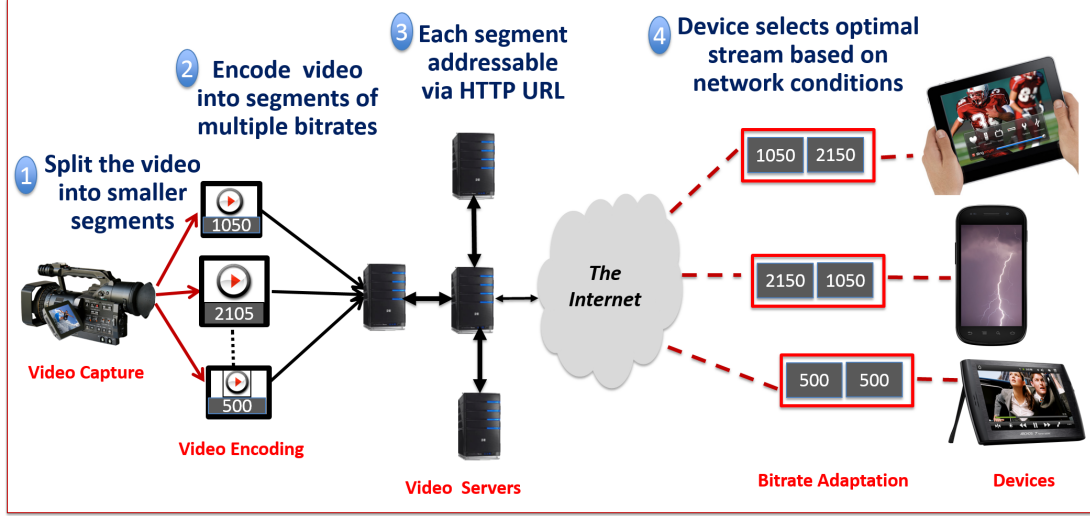 1
Split the video
into smaller
segments
2
Encode video
into segments of
multiple bitrates
3
Each segment
addressable
via HTTP URL
4
Device selects optimal
stream based on
network conditions
1050
2105
500
Video Capture
Video Encoding
Video Servers
The
Internet
1050 2150
2150 1050
500 500
Bitrate Adaptation
Devices